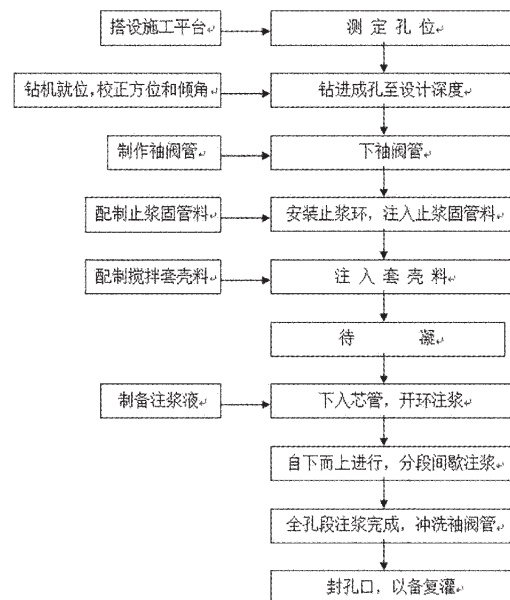 搭设施工平台
测 定 孔 位
钻机就位，校正方位和倾角
钻进成孔至设计深度
制作袖阀管
下袖阀管
配制止浆固管料
安装止浆环，注入止浆固管料
配制搅拌套壳料
注 入 套 壳 料
待 凝
制备注浆液
下入芯管，开环注浆
自下而上进行，分段间歇注浆
全孔段注浆完成，冲洗袖阀管
封孔口，以备复灌